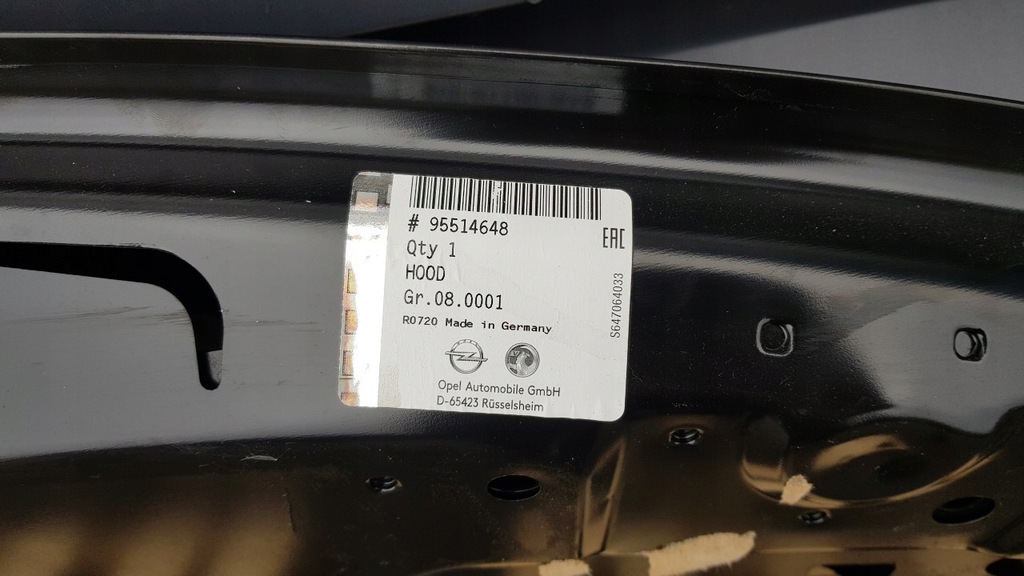 # 95514648
Qty 1
HOOD
Gr.08.0001
R0720 Made in Germany
Opel Automobile GmbH
D-65423 Rüsselsheim
EAC
S647064033